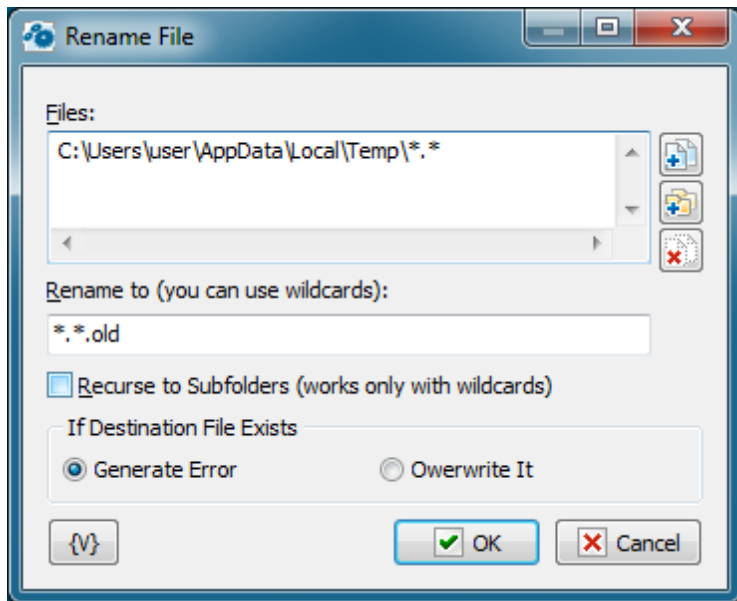 Rename File
Files:
C:\Users\user\AppData\Local\Temp\*.*
Rename to (you can use wildcards):
*.*.old
Recurse to Subfolders (works only with wildcards)
If Destination File Exists
Generate Error Owerwrite It
{V} OK Cancel